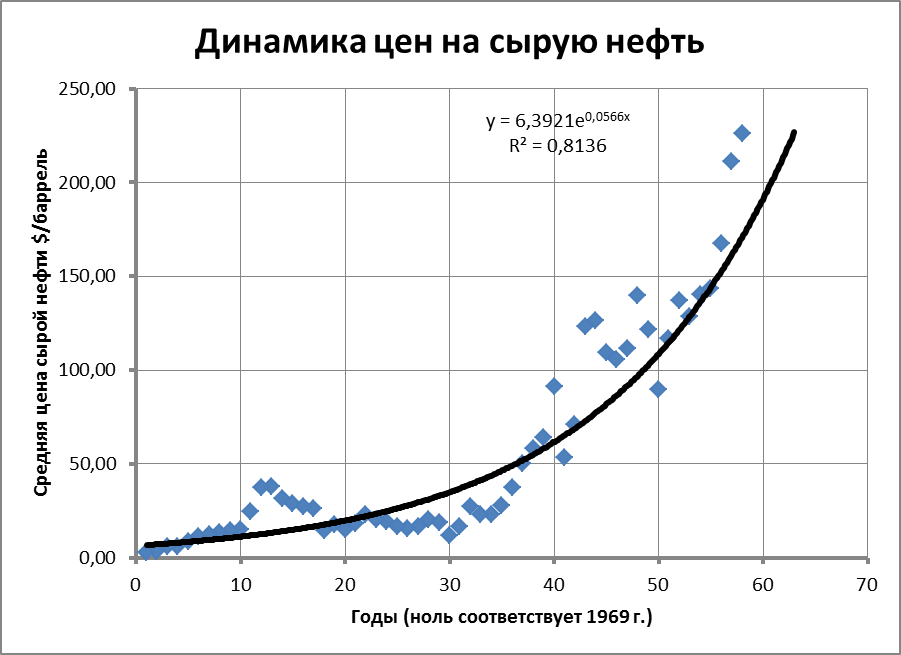 Динамика цен на сырую нефть
250,00
200,00
150,00
100,00
50,00
0,00
y = 6,3921e^0,0566x
R² = 0,8136
Средняя цена сырой нефти $/баррель
0 10 20 30 40 50 60 70
Годы (ноль соответствует 1969 г.)